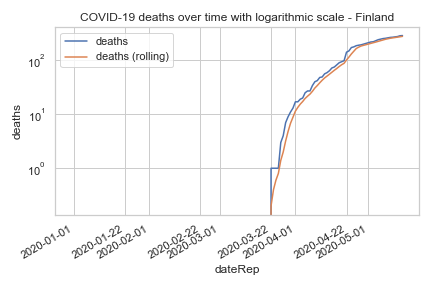 COVID-19 deaths over time with logarithmic scale - Finland
deaths
deaths (rolling)
10²
10¹
10⁰
deaths
2020-01-01
2020-01-22
2020-02-01
2020-02-22
2020-03-01
2020-03-22
2020-04-01
2020-04-22
2020-05-01
dateRep